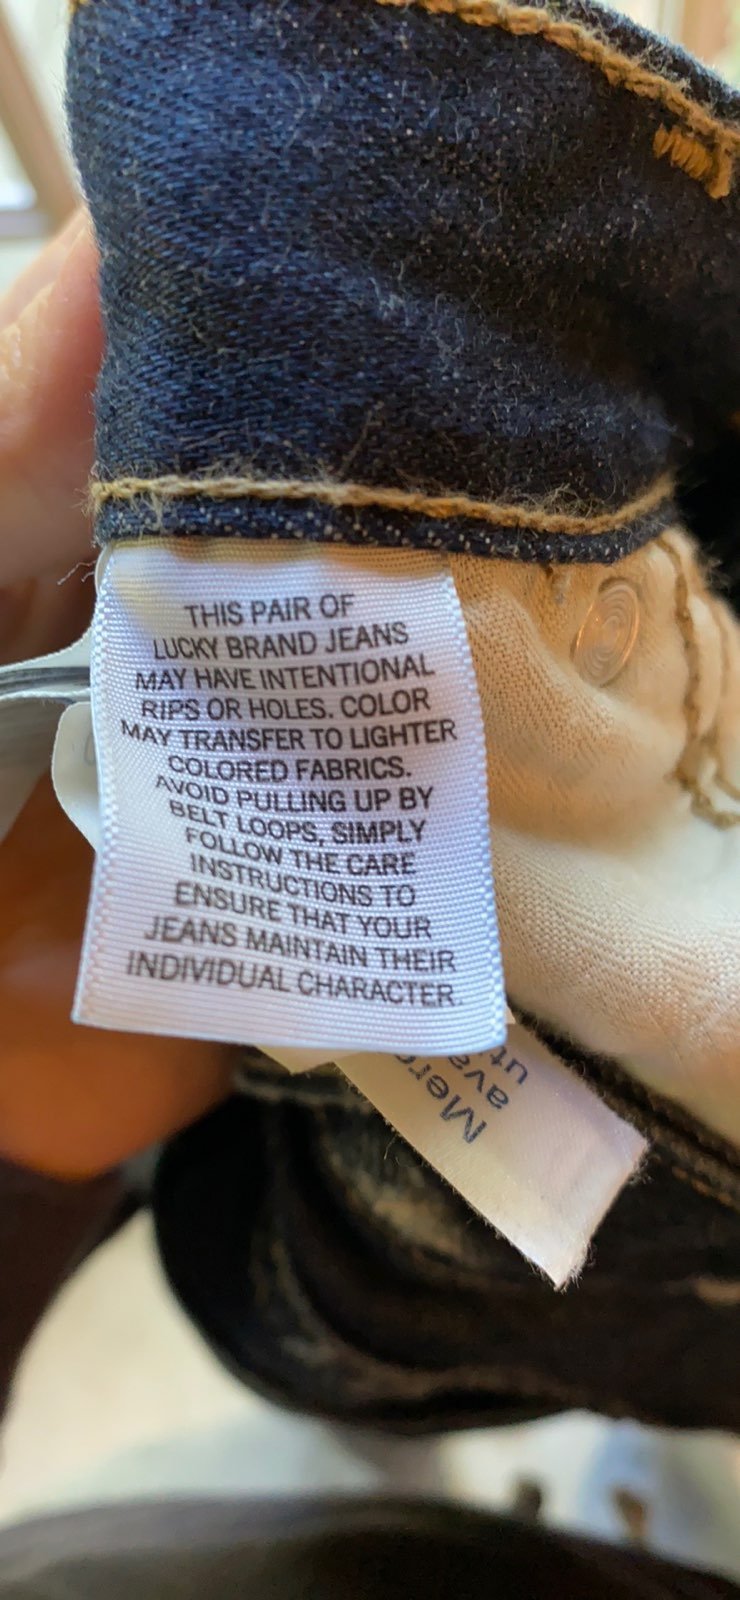 THIS PAIR OF
LUCKY BRAND JEANS
MAY HAVE INTENTIONAL
RIPS OR HOLES. COLOR
MAY TRANSFER TO LIGHTER
COLORED FABRICS.
AVOID PULLING UP BY
BELT LOOPS, SIMPLY
FOLLOW THE CARE
INSTRUCTIONS TO
ENSURE THAT YOUR
JEANS MAINTAIN THEIR
INDIVIDUAL CHARACTER.